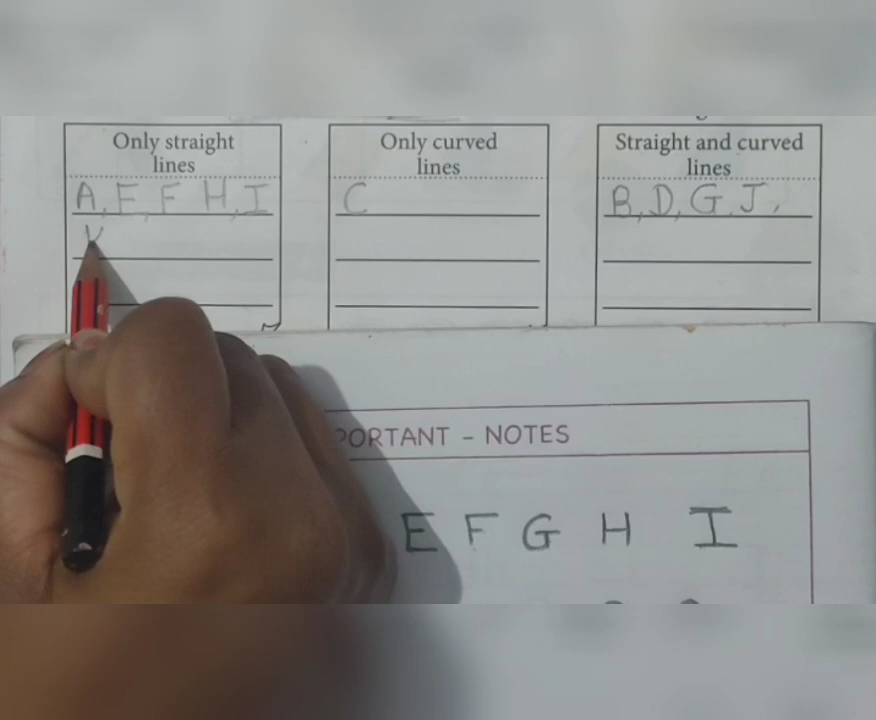 Only straight
lines
A, E, F H, I
K
Only curved
lines
C
Straight and curved
lines
B, D, G, J,
PORTANT - NOTES
E F G H I